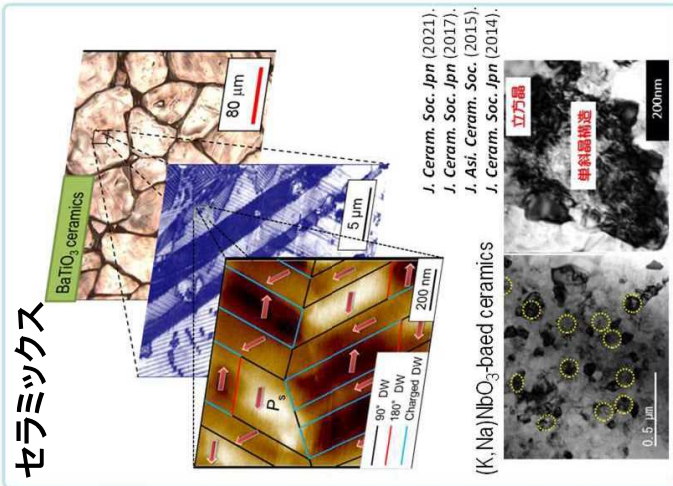 セラミックス
BaTiO₃ ceramics
80 μm
5 μm
Pₛ
90° DW
180° DW
Charged DW
200 nm
J. Ceram. Soc. Jpn (2021).
J. Ceram. Soc. Jpn (2017).
J. Asi. Ceram. Soc. (2015).
J. Ceram. Soc. Jpn (2014).
(K,Na)NbO₃-baed ceramics
0.5 μm
立方晶
単斜晶構造
200nm